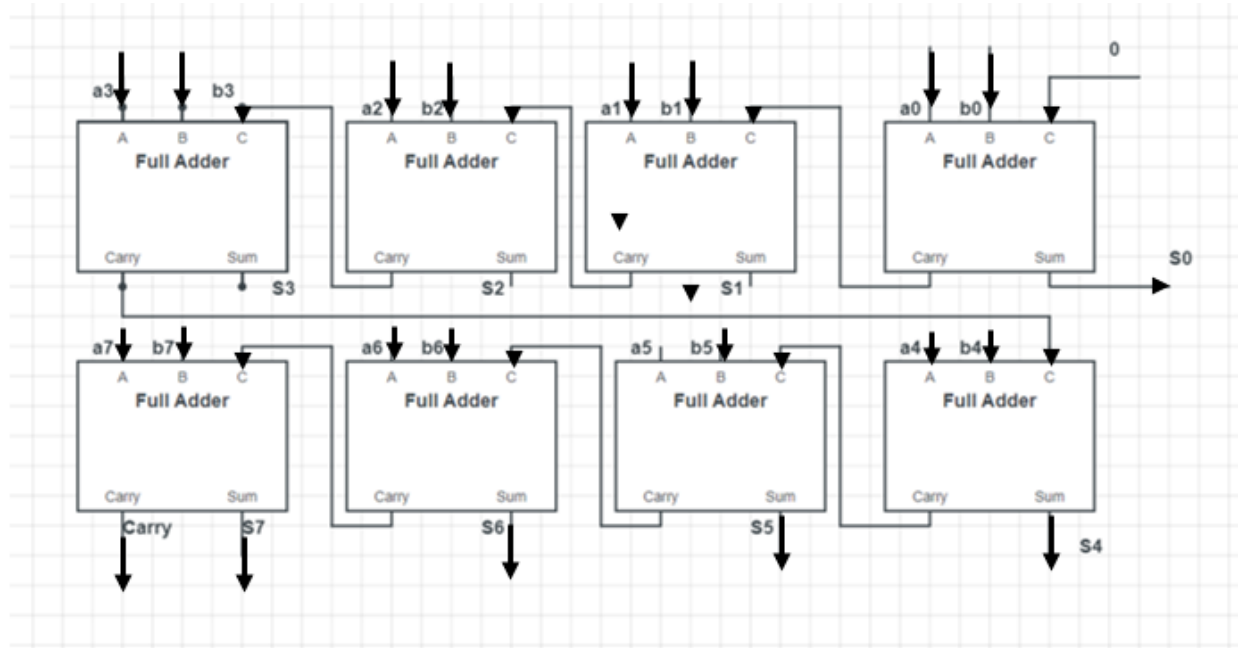 0
a3 b3 a2 b2 a1 b1 a0 b0
A B C A B C A B C A B C
Full Adder Full Adder Full Adder Full Adder
Carry Sum Carry Sum Carry Sum Carry Sum
S3 S2 S1 S0
a7 b7 a6 b6 a5 b5 a4 b4
A B C A B C A B C A B C
Full Adder Full Adder Full Adder Full Adder
Carry Sum Carry Sum Carry Sum Carry Sum
Carry S7 S6 S5 S4